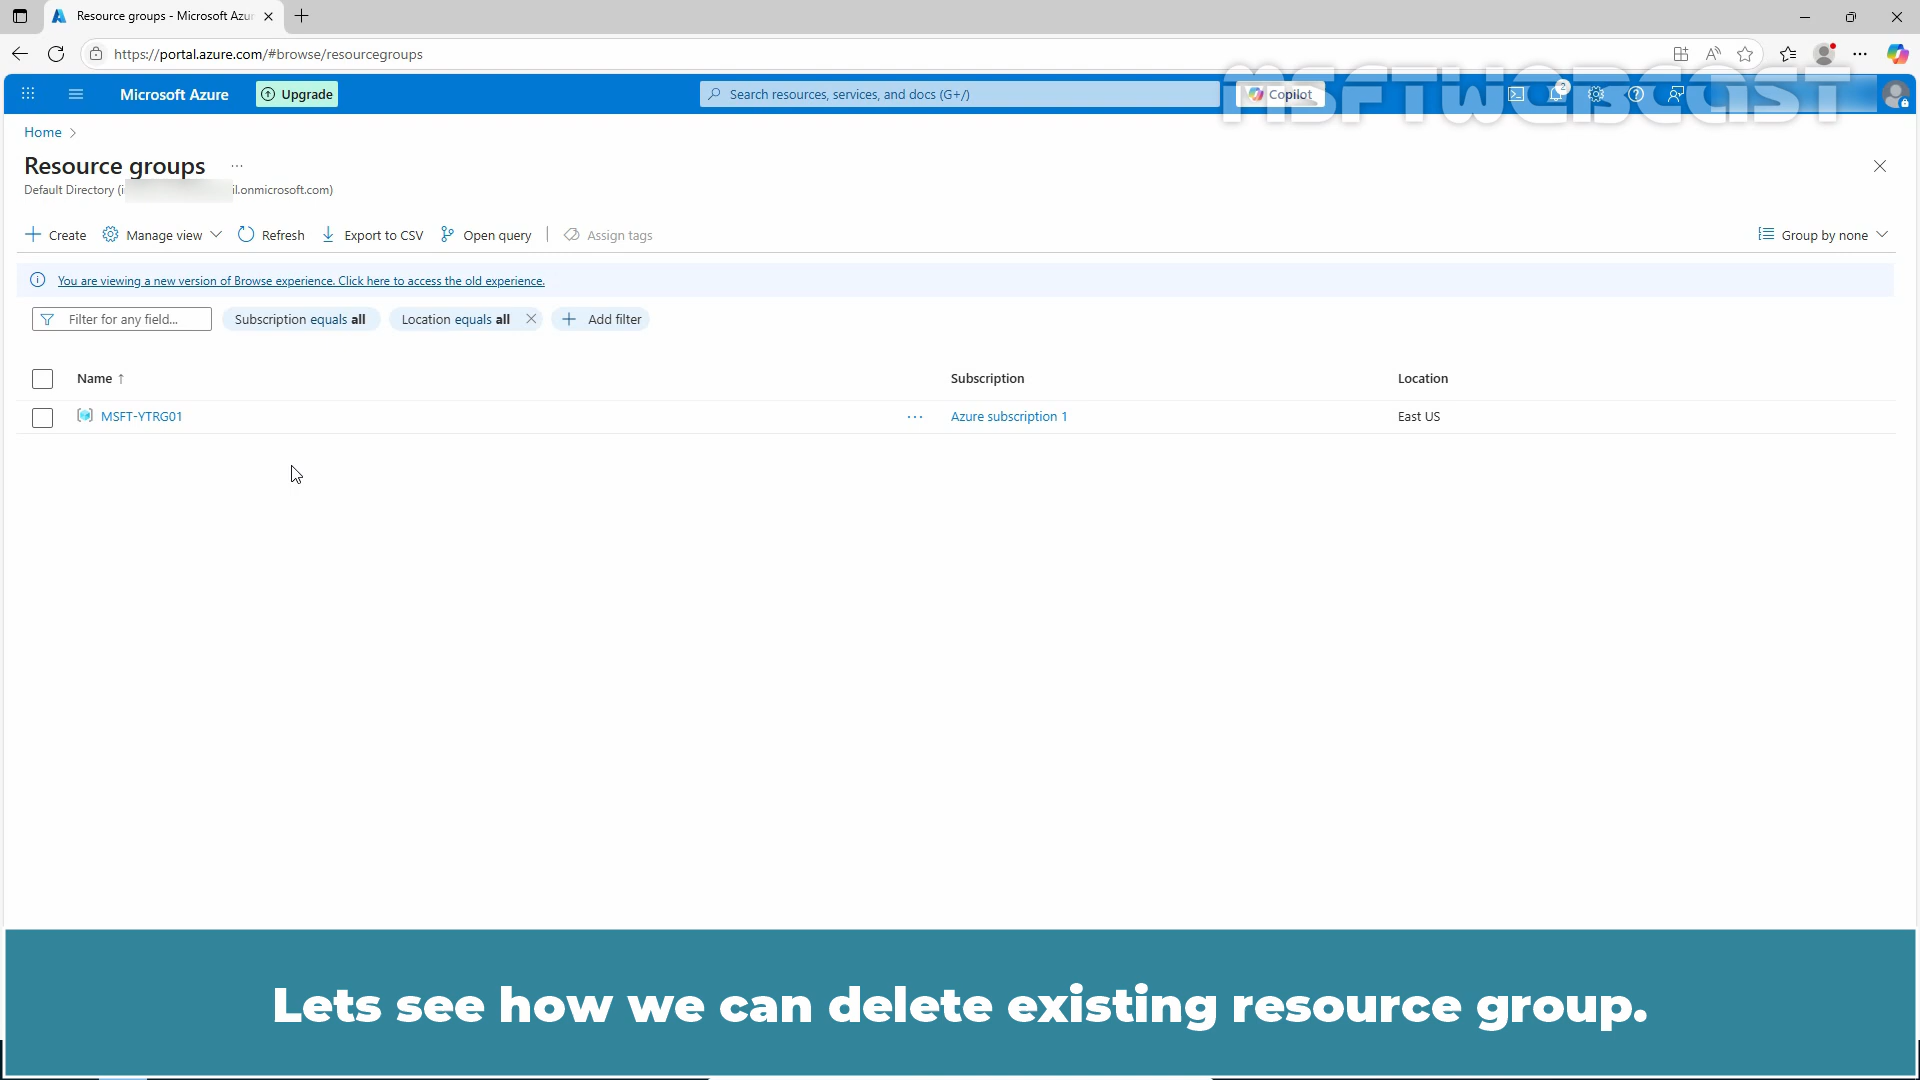 Resource groups - Microsoft Azu
https://portal.azure.com/#browse/resourcegroups
Microsoft Azure
Upgrade
Search resources, services, and docs (G+/)
Copilot
2
MSFTWEBCAST
Home
Resource groups
...
Default Directory (i
il.onmicrosoft.com)
Create
Manage view
Refresh
Export to CSV
Open query
Assign tags
Group by none
You are viewing a new version of Browse experience. Click here to access the old experience.
Filter for any field...
Subscription equals all
Location equals all
Add filter
Name ↑
Subscription
Location
MSFT-YTRG01
...
Azure subscription 1
East US
Lets see how we can delete existing resource group.